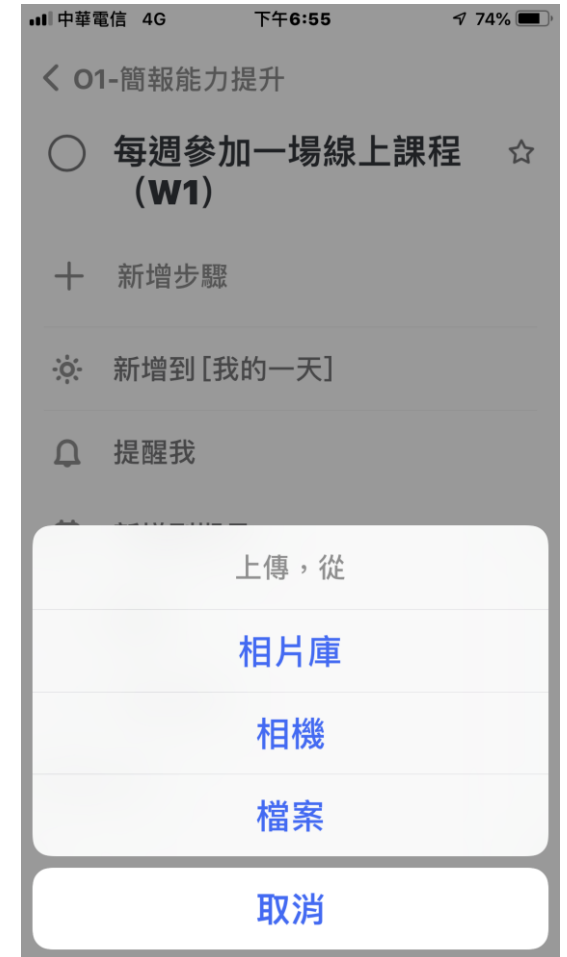 中華電信 4G 下午6:55 74%
O1-簡報能力提升
每週參加一場線上課程
（W1）
新增步驟
新增到 [我的一天]
提醒我
上傳，從
相片庫
相機
檔案
取消